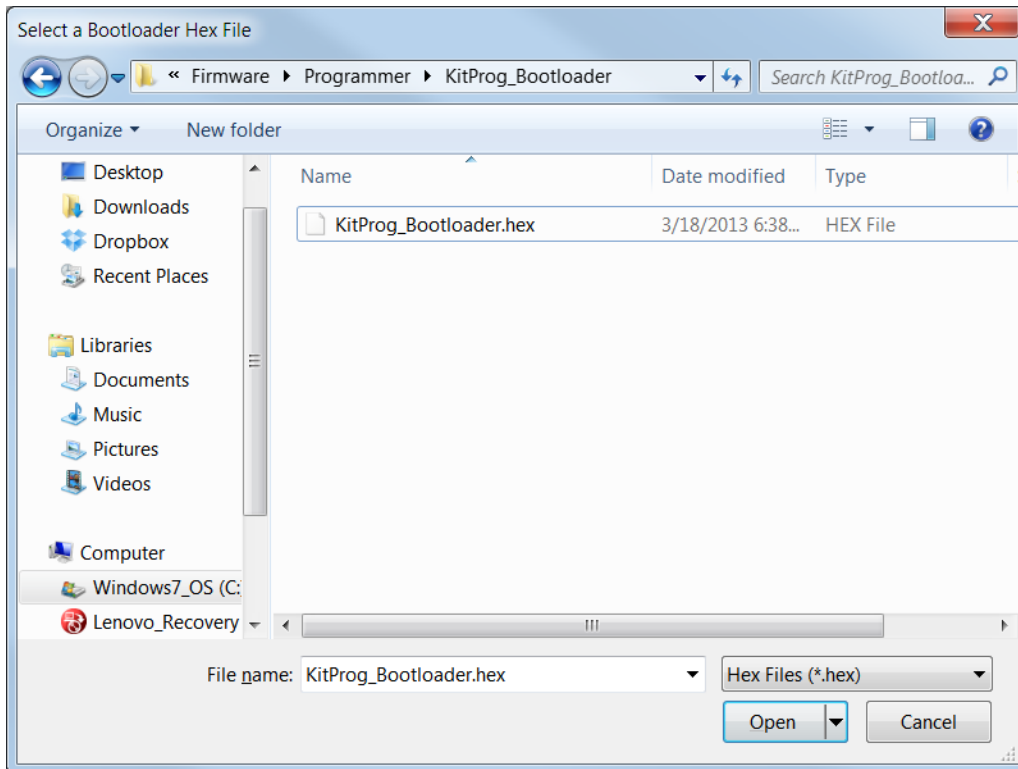 Select a Bootloader Hex File
« Firmware Programmer KitProg_Bootloader
Search KitProg_Bootloa...
Organize New folder
Name Date modified Type
KitProg_Bootloader.hex 3/18/2013 6:38... HEX File
Desktop
Downloads
Dropbox
Recent Places
Libraries
Documents
Music
Pictures
Videos
Computer
Windows7_OS (C:
Lenovo_Recovery
File name: KitProg_Bootloader.hex Hex Files (*.hex)
Open Cancel